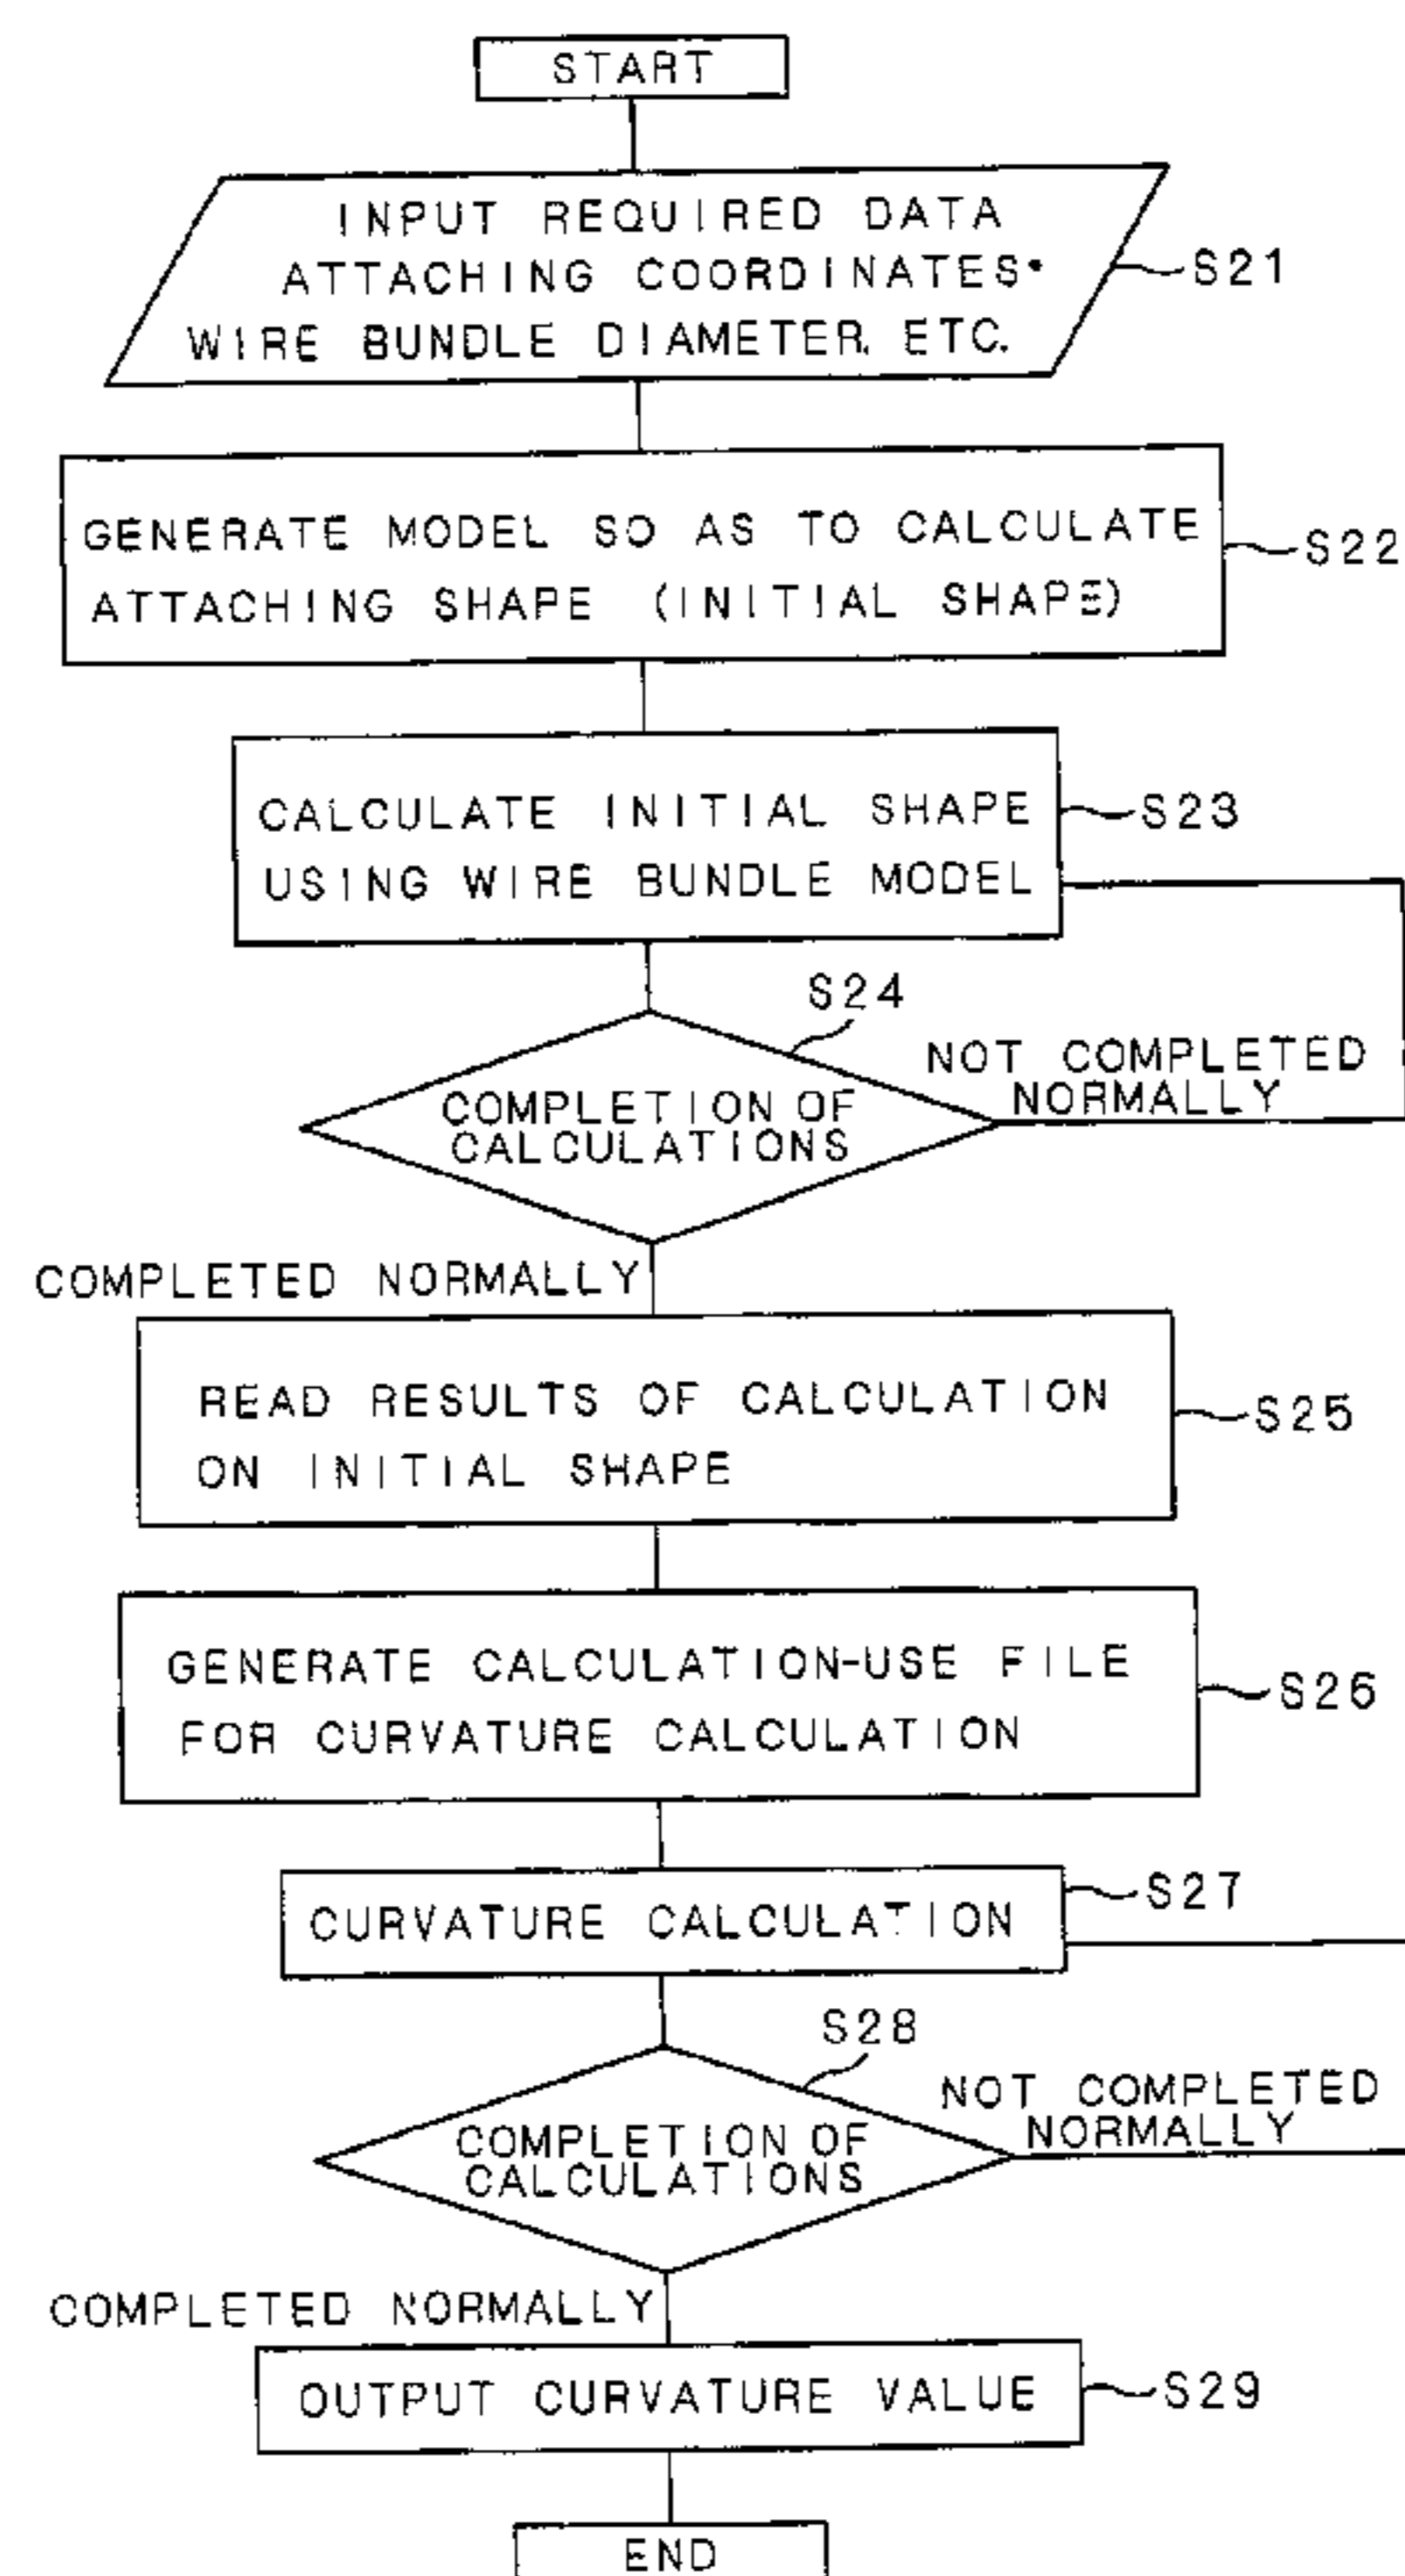 START
INPUT REQUIRED DATA
ATTACHING COORDINATES•
WIRE BUNDLE DIAMETER, ETC.
S21
GENERATE MODEL SO AS TO CALCULATE
ATTACHING SHAPE (INITIAL SHAPE)
S22
CALCULATE INITIAL SHAPE
USING WIRE BUNDLE MODEL
S23
S24
COMPLETION OF
CALCULATIONS
NOT COMPLETED
NORMALLY
COMPLETED NORMALLY
READ RESULTS OF CALCULATION
ON INITIAL SHAPE
S25
GENERATE CALCULATION-USE FILE
FOR CURVATURE CALCULATION
S26
CURVATURE CALCULATION
S27
S28
COMPLETION OF
CALCULATIONS
NOT COMPLETED
NORMALLY
COMPLETED NORMALLY
OUTPUT CURVATURE VALUE
S29
END